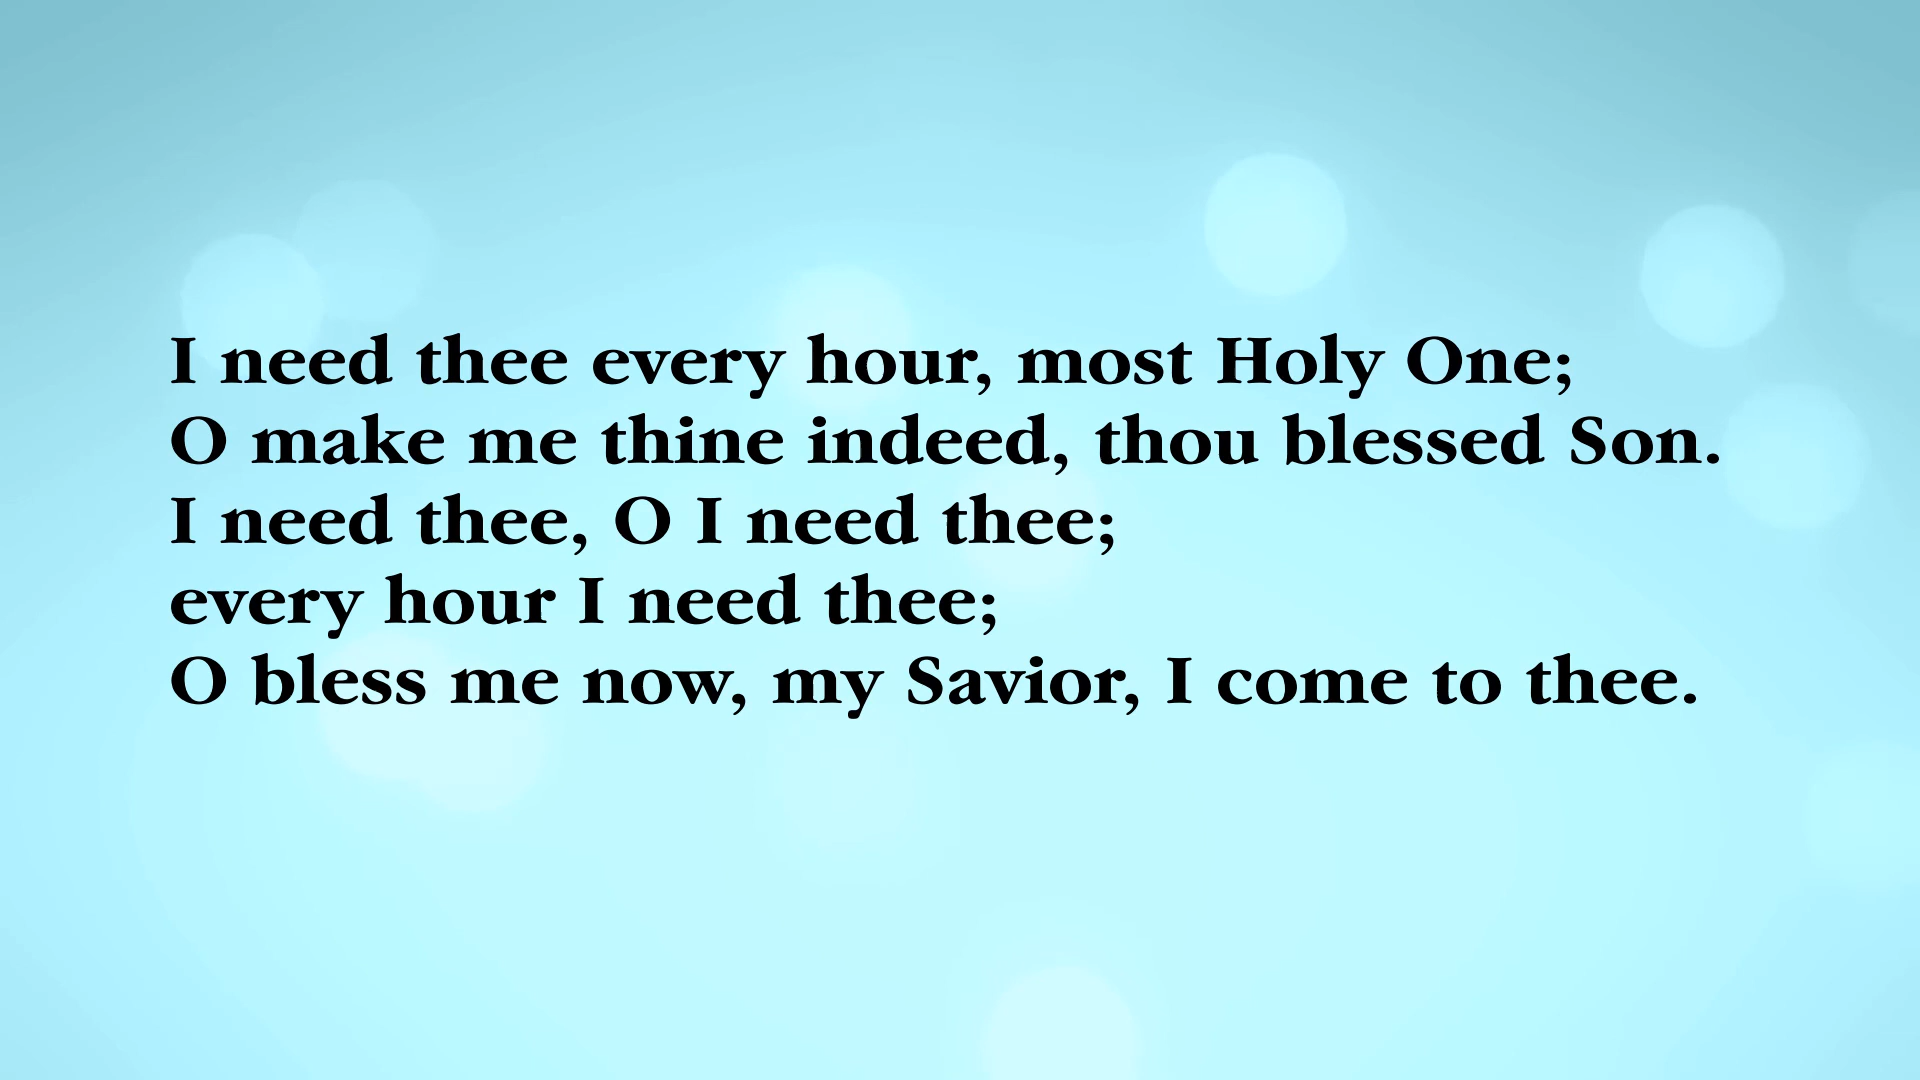 I need thee every hour, most Holy One;
O make me thine indeed, thou blessed Son.
I need thee, O I need thee;
every hour I need thee;
O bless me now, my Savior, I come to thee.